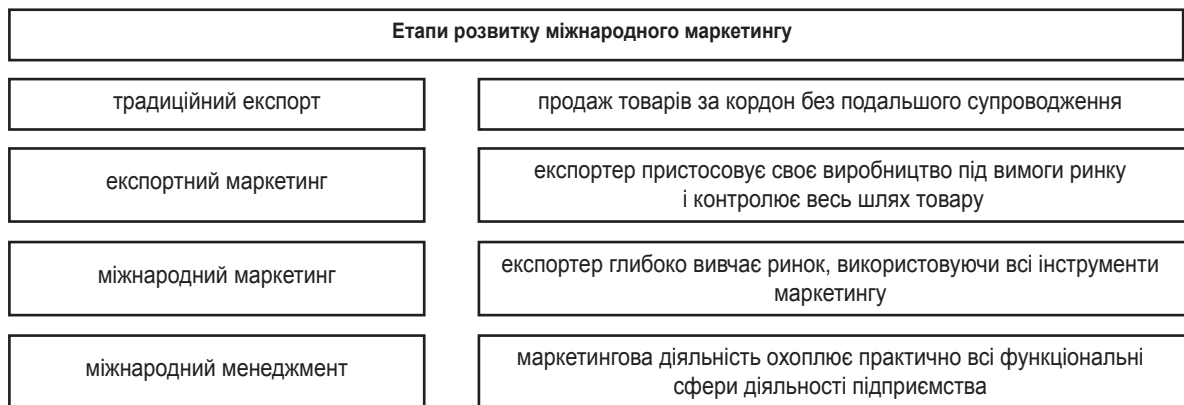 Етапи розвитку міжнародного маркетингу
традиційний експорт
продаж товарів за кордон без подальшого супроводження
експортний маркетинг
експортер пристосовує своє виробництво під вимоги ринку
і контролює весь шлях товару
міжнародний маркетинг
експортер глибоко вивчає ринок, використовуючи всі інструменти
маркетингу
міжнародний менеджмент
маркетингова діяльність охоплює практично всі функціональні
сфери діяльності підприємства